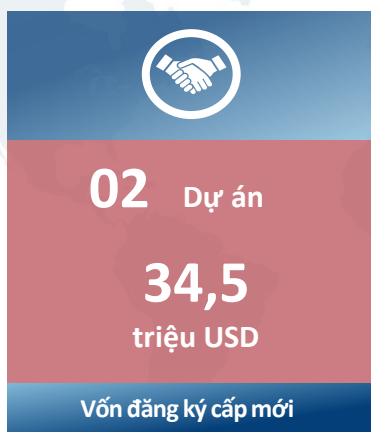 02 Dự án
34,5
triệu USD
Vốn đăng ký cấp mới